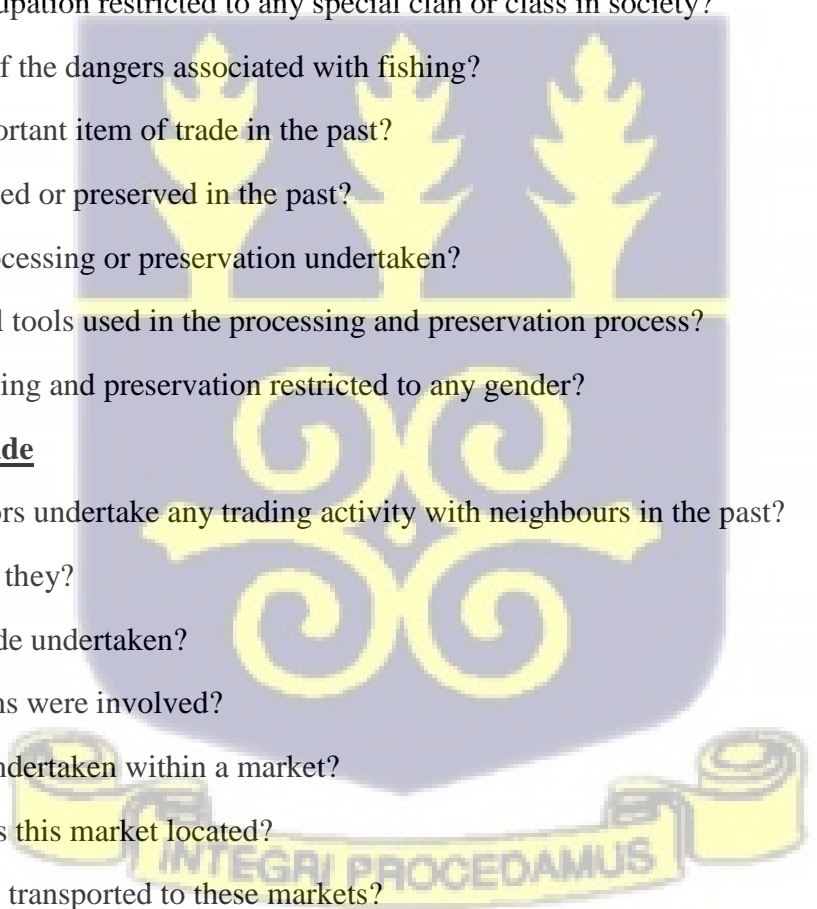 upation restricted to any special clan or class in society?
f the dangers associated with fishing?
ortant item of trade in the past?
ed or preserved in the past?
cessing or preservation undertaken?
l tools used in the processing and preservation process?
ing and preservation restricted to any gender?
de
rs undertake any trading activity with neighbours in the past?
they?
de undertaken?
ns were involved?
ndertaken within a market?
s this market located?
transported to these markets?
INTEGRI PROCEDAMUS